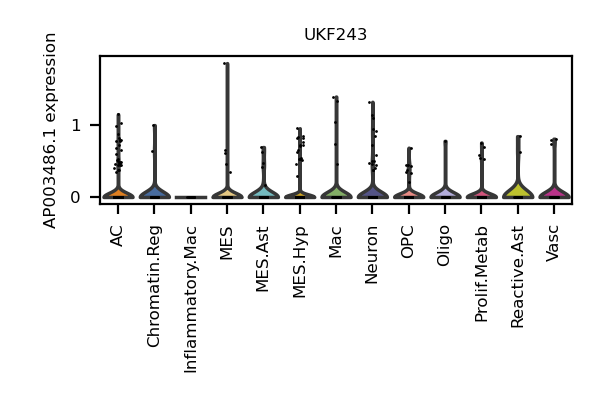 UKF243
AP003486.1 expression
1
0
AC
Chromatin.Reg
Inflammatory.Mac
MES
MES.Ast
MES.Hyp
Mac
Neuron
OPC
Oligo
Prolif.Metab
Reactive.Ast
Vasc